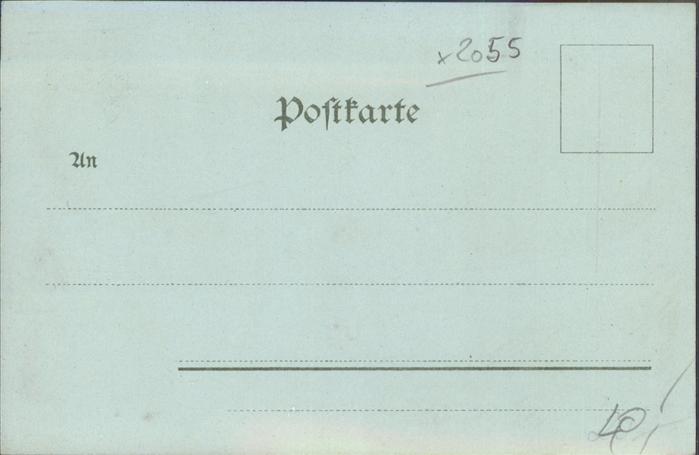 x2055
Postkarte
An
40,-